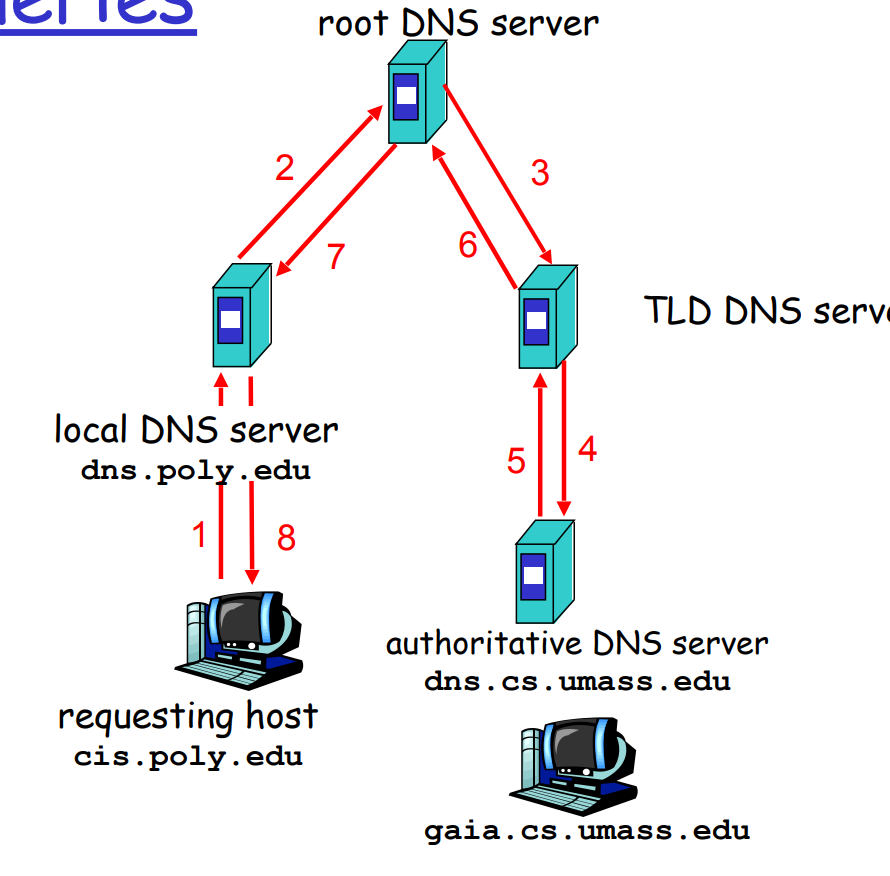 root DNS server
2
3
6
7
TLD DNS
local DNS server
dns.poly.edu
5
4
1
8
authoritative DNS server
dns.cs.umass.edu
requesting host
cis.poly.edu
gaia.cs.umass.edu